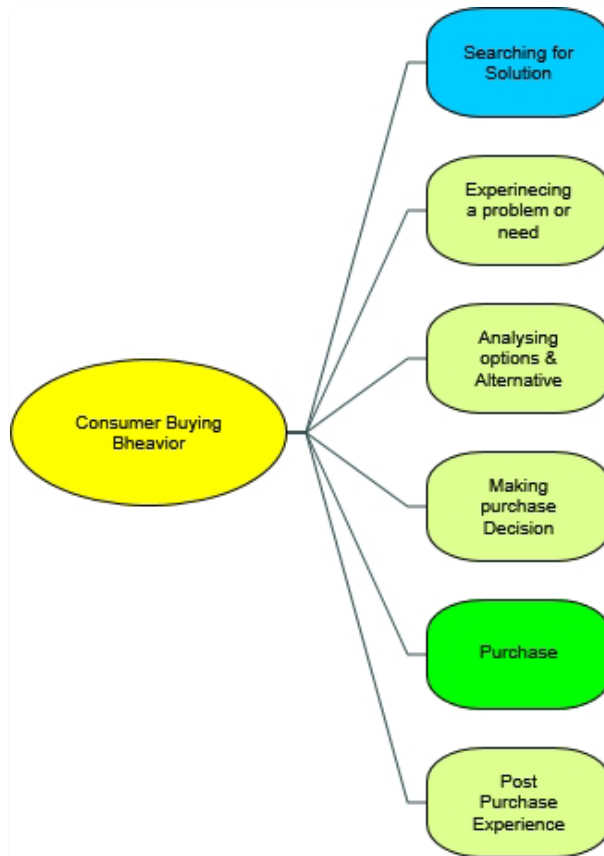 Searching for
Solution
Experinecing
a problem or
need
Analysing
options &
Alternative
Consumer Buying
Bheavior
Making
purchase
Decision
Purchase
Post
Purchase
Experience